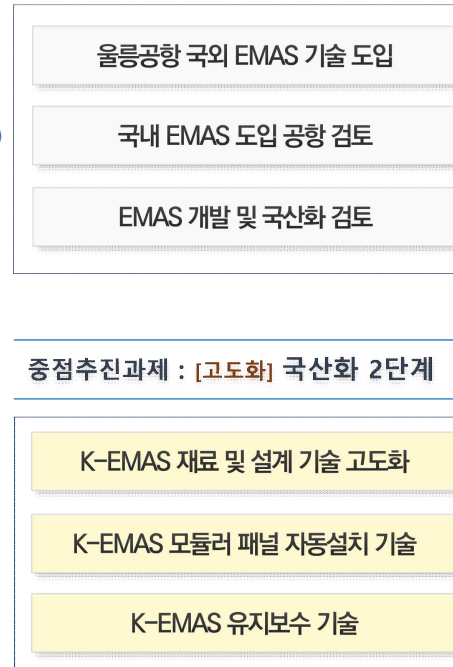 울릉공항 국외 EMAS 기술 도입
국내 EMAS 도입 공항 검토
EMAS 개발 및 국산화 검토
중점추진과제 : [고도화] 국산화 2단계
K-EMAS 재료 및 설계 기술 고도화
K-EMAS 모듈러 패널 자동설치 기술
K-EMAS 유지보수 기술